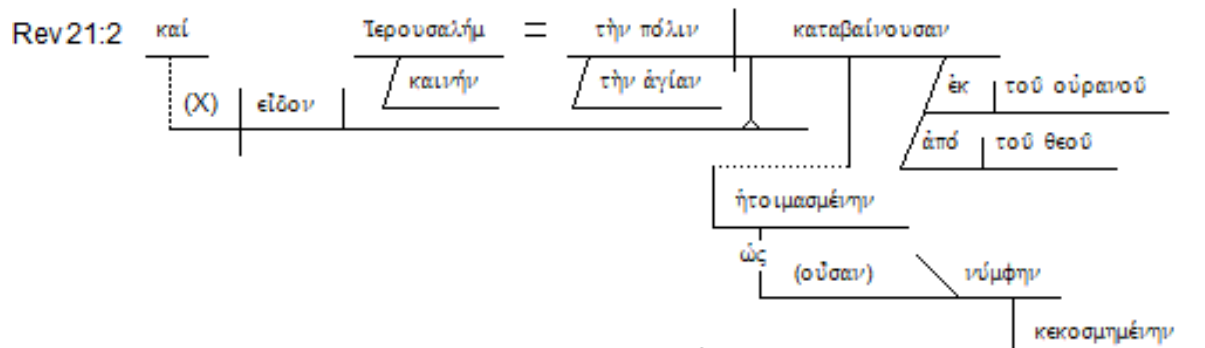 Rev 21:2 καί Ἰερουσαλήμ = τὴν πόλιν καταβαίνουσαν
καινήν τὴν ἁγίαν ἐκ τοῦ οὐρανοῦ
(X) εἶδον
ἀπό τοῦ θεοῦ
ἡτοιμασμένην
ὡς
(οὖσαν) νύμφην
κεκοσμημένην